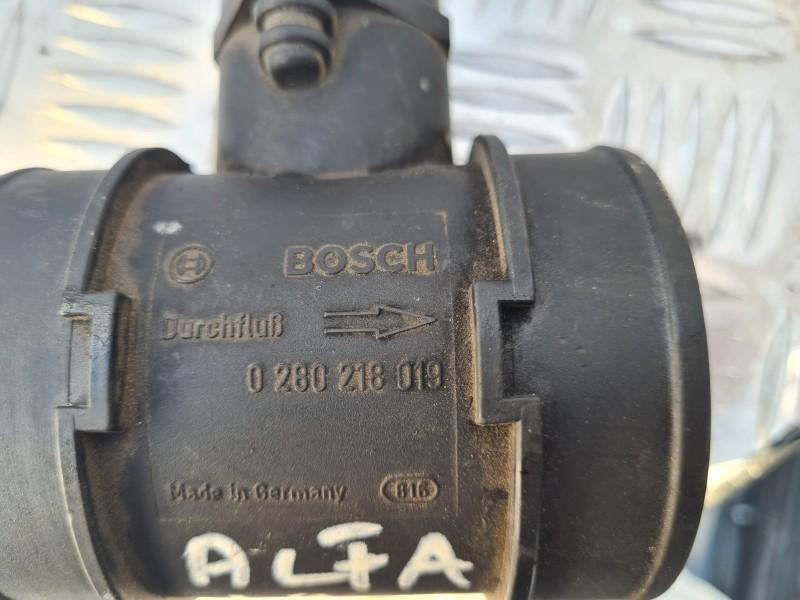 BOSCH
Durchfluß
0 280 218 019
Made in Germany 816
ALFA